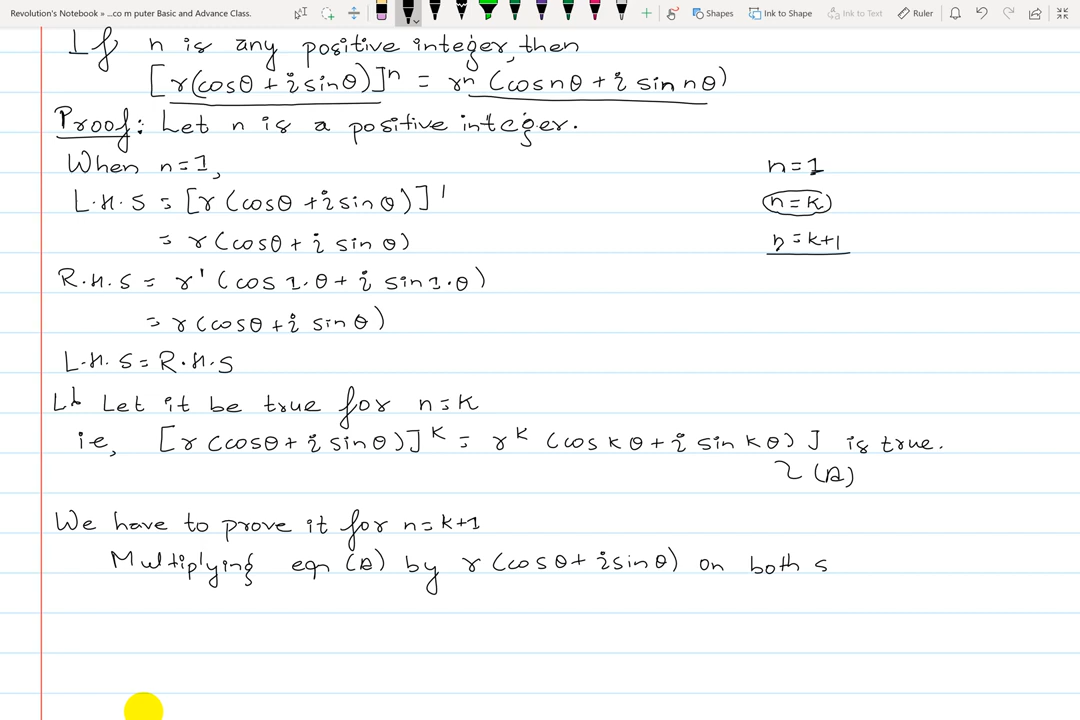 Revolution's Notebook » ...co m puter Basic and Advance Class.
Shapes Ink to Shape Ink to Text Ruler
If n is any positive integer, then
[r(cosθ + i sinθ)]ⁿ = rⁿ (cos nθ + i sin nθ)
Proof: Let n is a positive integer.
When n=1,
n=1
L.H.S = [r (cosθ + i sin θ)]¹
n=k
= r (cosθ + i sin θ)
n=k+1
R.H.S = r¹ (cos 1.θ + i sin 1.θ)
= r (cosθ + i sin θ)
L.H.S = R.H.S
Let it be true for n=k
ie, [r (cosθ + i sin θ)]ᵏ = rᵏ (cos kθ + i sin kθ)] is true.
(A)
We have to prove it for n=k+1
Multiplying eqn (A) by r (cosθ + i sinθ) on both s